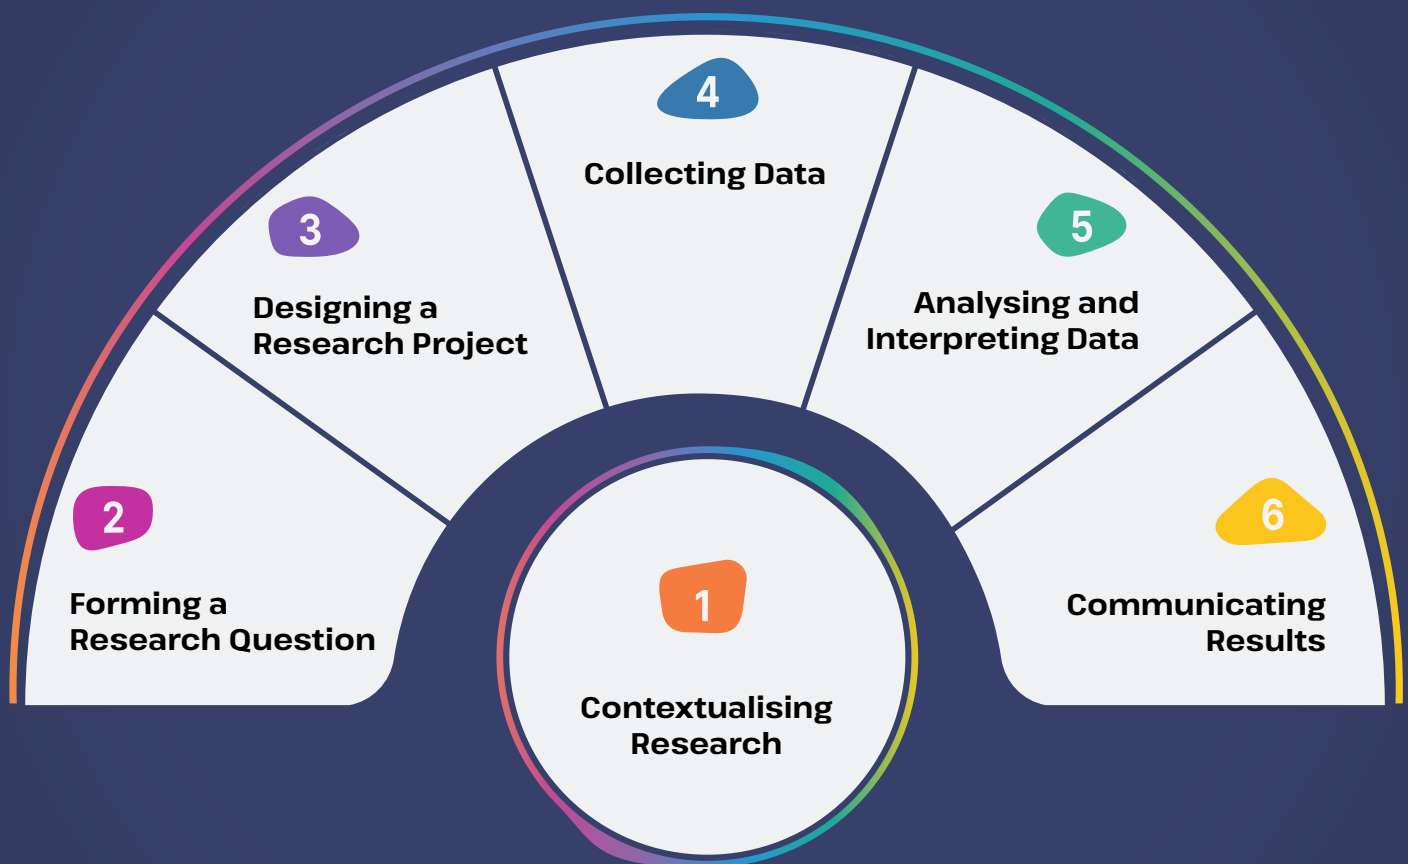 1
Contextualising
Research
2
Forming a
Research Question
3
Designing a
Research Project
4
Collecting Data
5
Analysing and
Interpreting Data
6
Communicating
Results